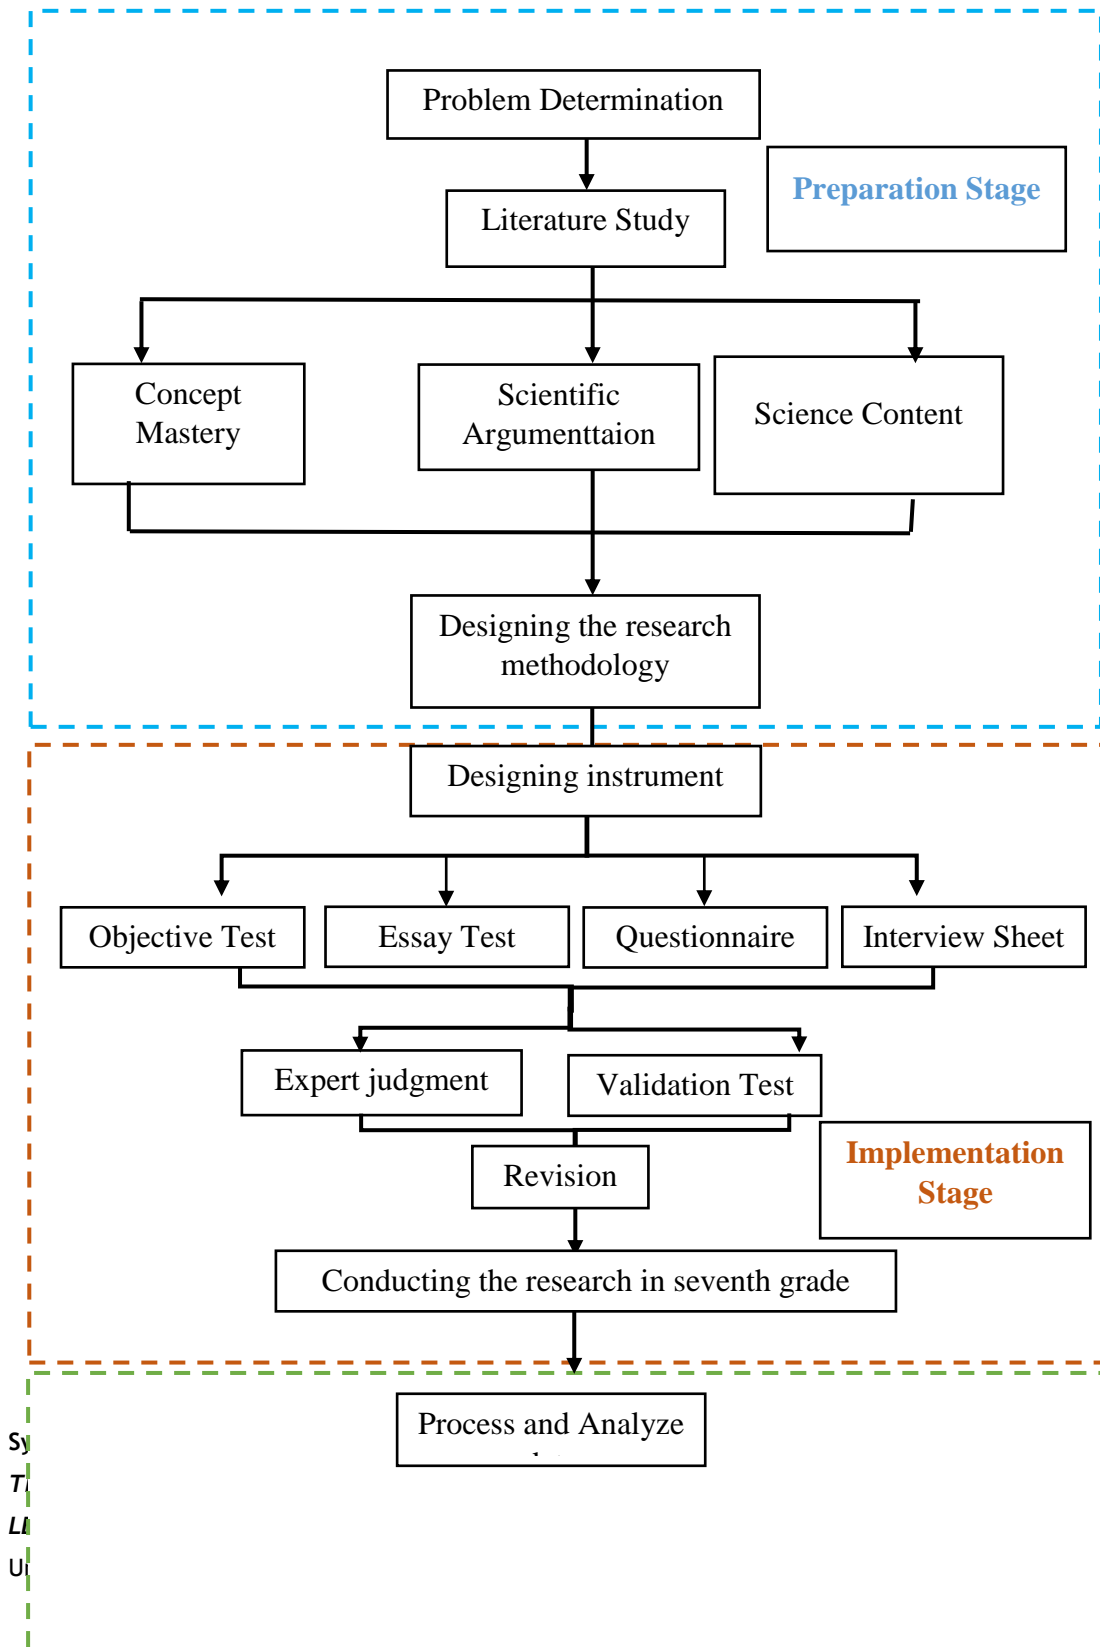 Problem Determination
Preparation Stage
Literature Study
Concept
Mastery
Scientific
Argumenttaion
Science Content
Designing the research
methodology
Designing instrument
Objective Test
Essay Test
Questionnaire
Interview Sheet
Expert judgment
Validation Test
Implementation
Stage
Revision
Conducting the research in seventh grade
Process and Analyze